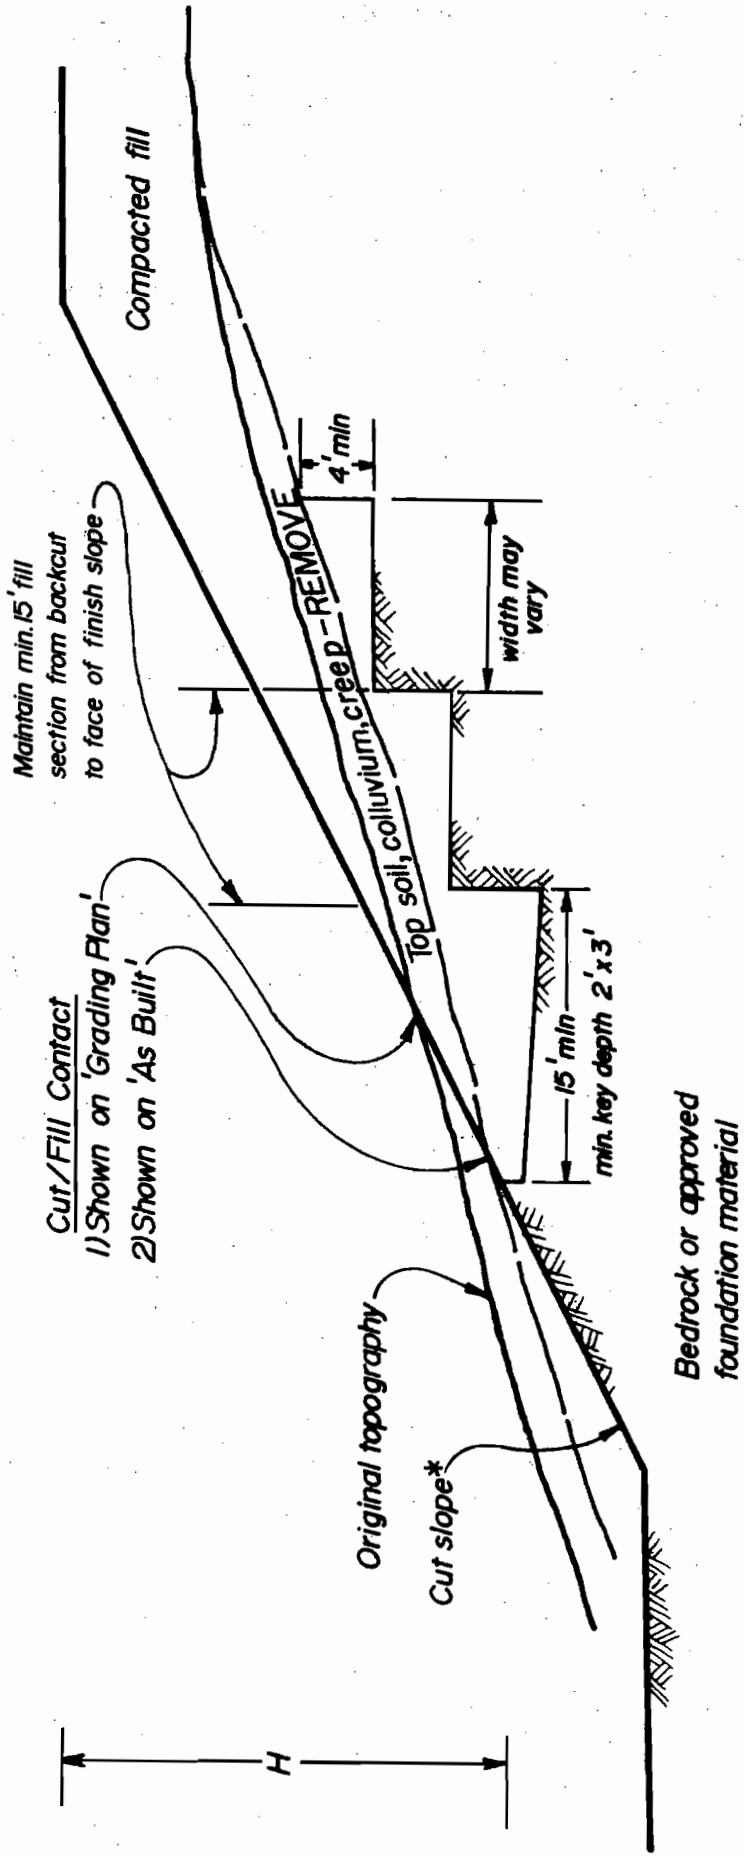 Maintain min. 15' fill
section from backcut
to face of finish slope
Compacted fill
Cut/Fill Contact
1) Shown on 'Grading Plan'
2) Shown on 'As Built'
Top soil, colluvium, creep - REMOVE
4' min
Original topography
width may
vary
Cut slope*
H
15' min
min. key depth 2' x 3'
Bedrock or approved
foundation material